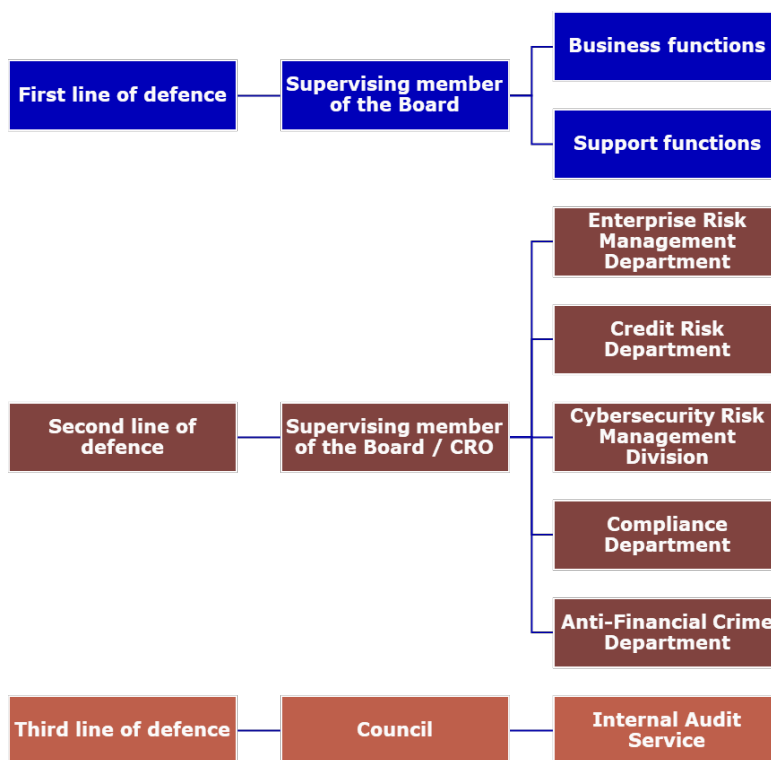 First line of defence
Supervising member
of the Board
Business functions
Support functions
Second line of
defence
Supervising member
of the Board / CRO
Enterprise Risk
Management
Department
Credit Risk
Department
Cybersecurity Risk
Management
Division
Compliance
Department
Anti-Financial Crime
Department
Third line of defence
Council
Internal Audit
Service